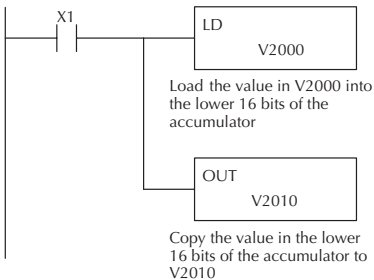 X1
LD
V2000
Load the value in V2000 into
the lower 16 bits of the
accumulator
OUT
V2010
Copy the value in the lower
16 bits of the accumulator to
V2010